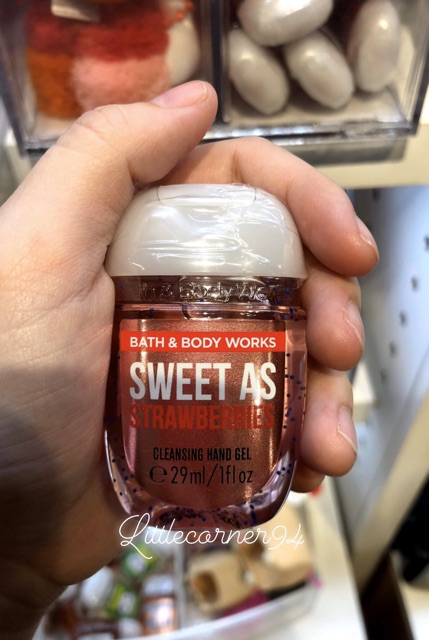 BATH & BODY WORKS
SWEET AS
STRAWBERRIES
CLEANSING HAND GEL
℮29ml/1fl oz
Littlecorner94